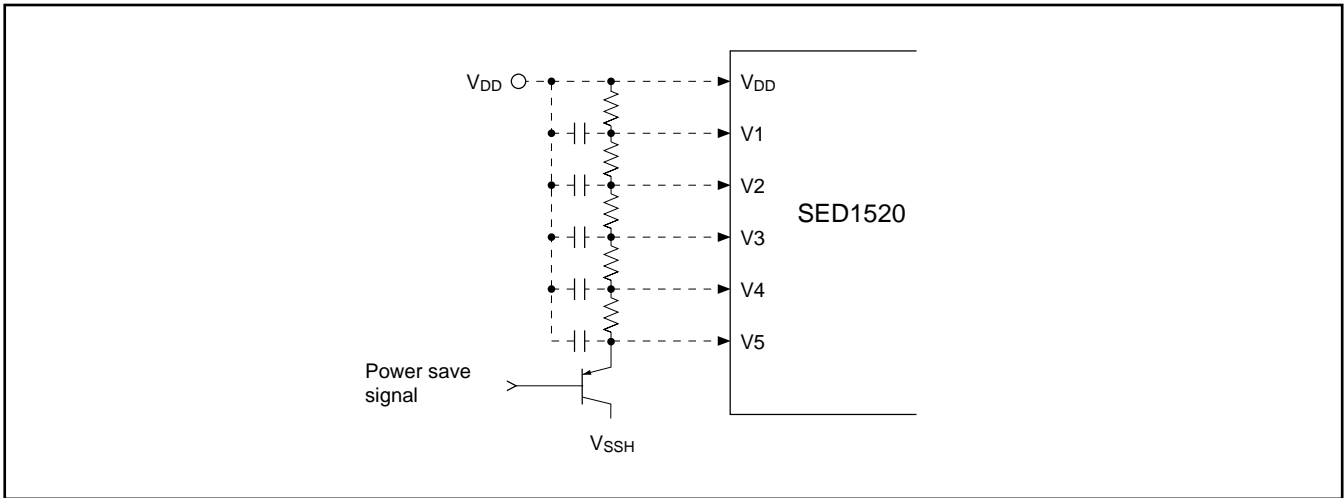 VDD
VDD
V1
V2
SED1520
V3
V4
V5
Power save
signal
VSSH